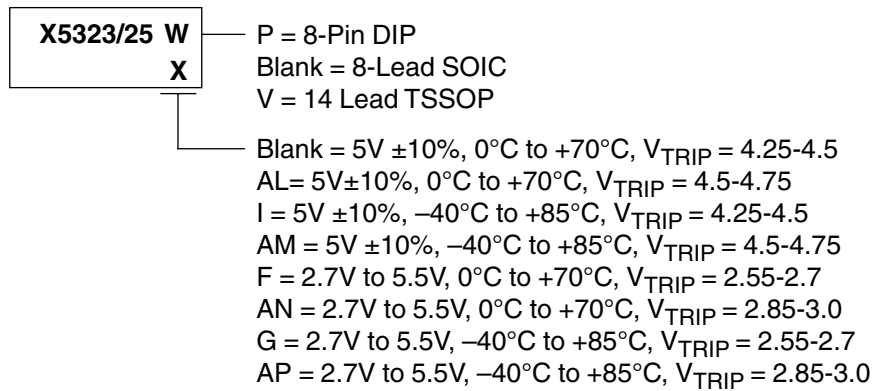 X5323/25 W
X
P = 8-Pin DIP
Blank = 8-Lead SOIC
V = 14 Lead TSSOP
Blank = 5V ±10%, 0°C to +70°C, VTRIP = 4.25-4.5
AL= 5V±10%, 0°C to +70°C, VTRIP = 4.5-4.75
I = 5V ±10%, –40°C to +85°C, VTRIP = 4.25-4.5
AM = 5V ±10%, –40°C to +85°C, VTRIP = 4.5-4.75
F = 2.7V to 5.5V, 0°C to +70°C, VTRIP = 2.55-2.7
AN = 2.7V to 5.5V, 0°C to +70°C, VTRIP = 2.85-3.0
G = 2.7V to 5.5V, –40°C to +85°C, VTRIP = 2.55-2.7
AP = 2.7V to 5.5V, –40°C to +85°C, VTRIP = 2.85-3.0